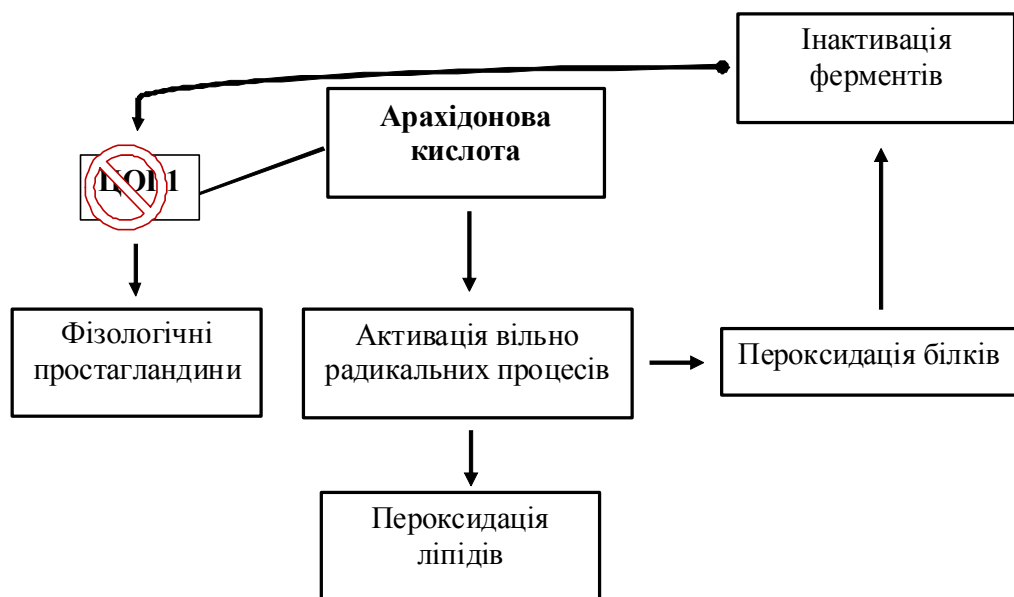 Інактивація
ферментів
Арахідонова
кислота
ЦОГ1
Фізологічні
простагландини
Активація вільно
радикальних процесів
Пероксидація білків
Пероксидація
ліпідів